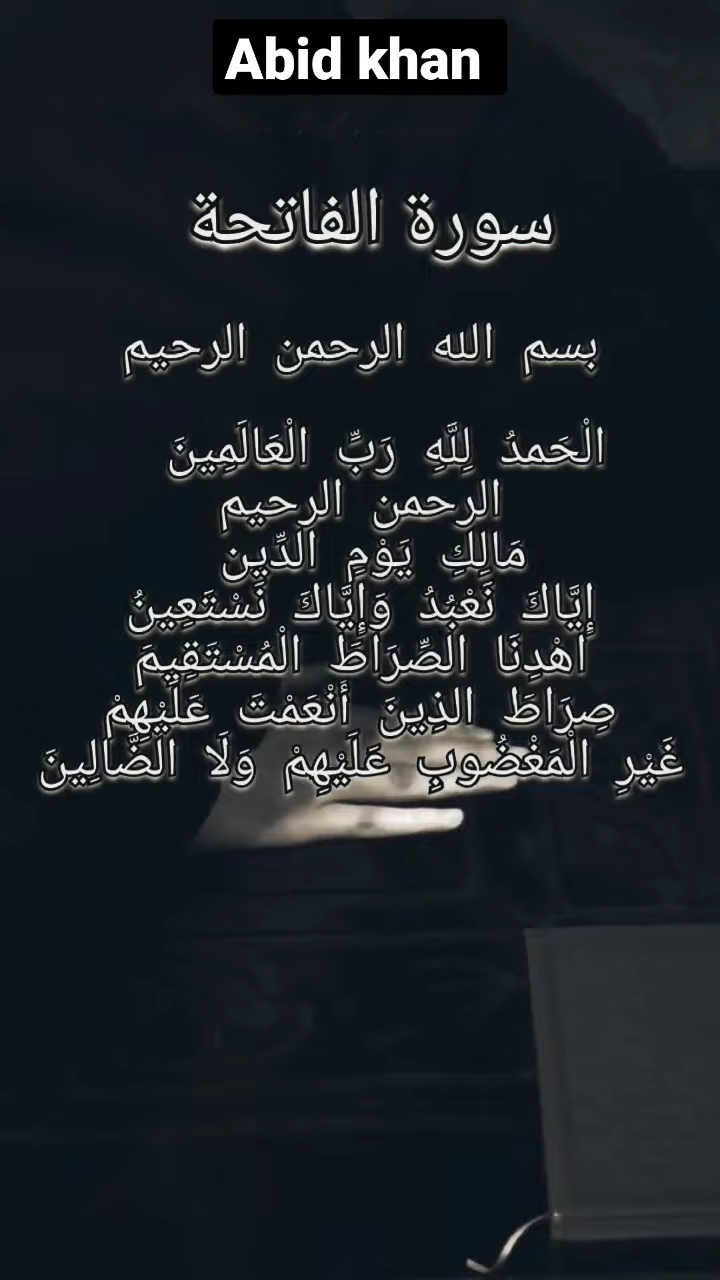 Abid khan
سورة الفاتحة
بسم الله الرحمن الرحيم
الْحَمدُ لِلَّهِ رَبِّ الْعَالَمِينَ
الرحمن الرحيم
مَالِكِ يَوْمِ الدِّينِ
إِيَّاكَ نَعْبُدُ وَإِيَّاكَ نَسْتَعِينُ
اهْدِنَا الصِّرَاطَ الْمُسْتَقِيمَ
صِرَاطَ الذِينَ أَنْعَمْتَ عَلَيْهِمْ
غَيْرِ الْمَغْضُوبِ عَلَيْهِمْ وَلَا الضَّالِينَ